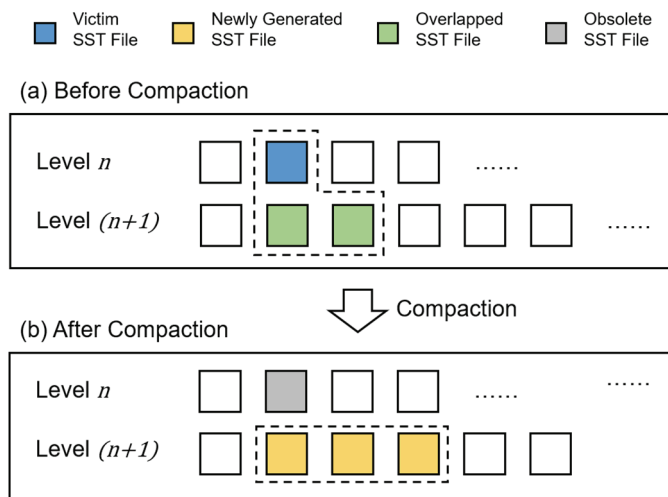 Victim
SST File
Newly Generated
SST File
Overlapped
SST File
Obsolete
SST File
(a) Before Compaction
Level n
......
Level (n+1)
......
Compaction
(b) After Compaction
Level n
......
......
Level (n+1)